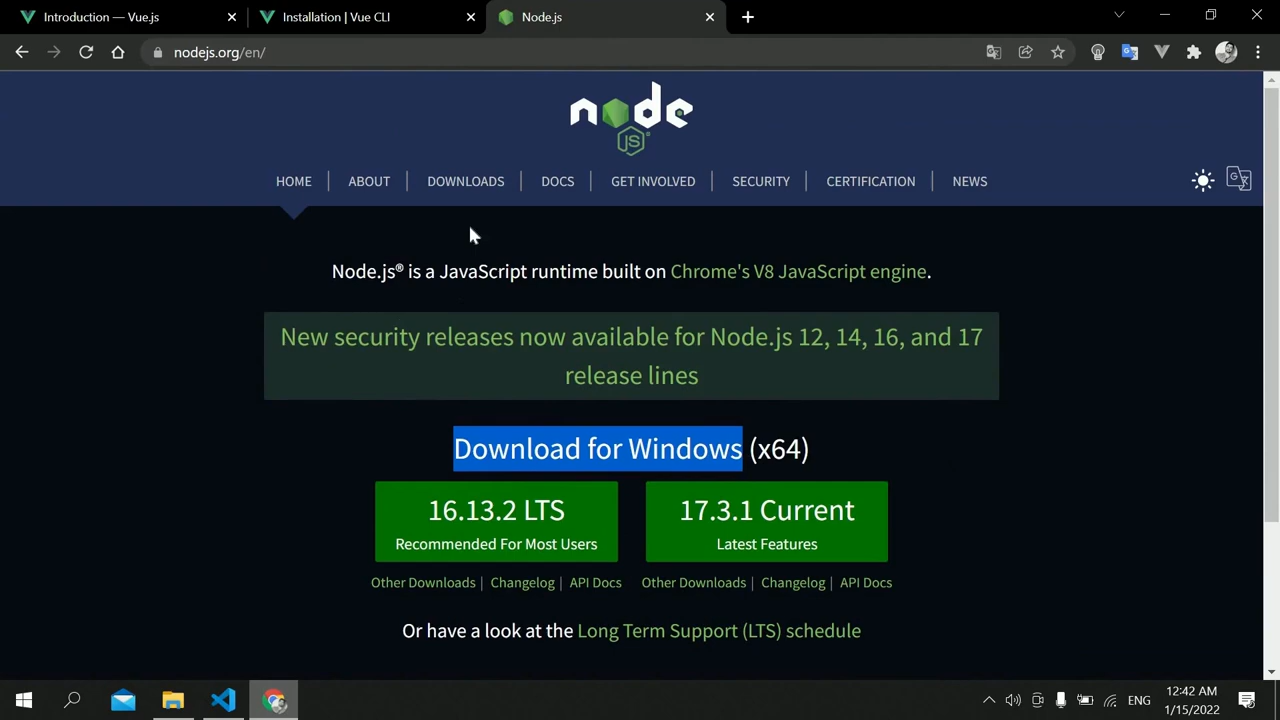 Introduction — Vue.js
Installation | Vue CLI
Node.js
nodejs.org/en/
node
JS
HOME
ABOUT
DOWNLOADS
DOCS
GET INVOLVED
SECURITY
CERTIFICATION
NEWS
Node.js® is a JavaScript runtime built on Chrome's V8 JavaScript engine.
New security releases now available for Node.js 12, 14, 16, and 17
release lines
Download for Windows (x64)
16.13.2 LTS
Recommended For Most Users
17.3.1 Current
Latest Features
Other Downloads | Changelog | API Docs
Other Downloads | Changelog | API Docs
Or have a look at the Long Term Support (LTS) schedule
ENG
12:42 AM
1/15/2022